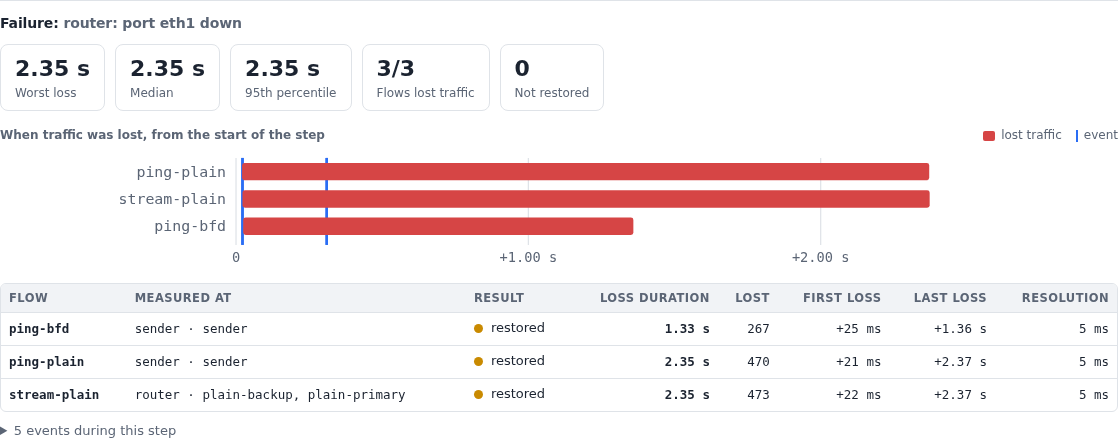 Failure: router: port eth1 down
2.35 s 2.35 s 2.35 s 3/3 0
Worst loss Median 95th percentile Flows lost traffic Not restored
When traffic was lost, from the start of the step lost traffic event
ping-plain
stream-plain
ping-bfd
0 +1.00 s +2.00 s
FLOW MEASURED AT RESULT LOSS DURATION LOST FIRST LOSS LAST LOSS RESOLUTION
ping-bfd sender · sender restored 1.33 s 267 +25 ms +1.36 s 5 ms
ping-plain sender · sender restored 2.35 s 470 +21 ms +2.37 s 5 ms
stream-plain router · plain-backup, plain-primary restored 2.35 s 473 +22 ms +2.37 s 5 ms
5 events during this step